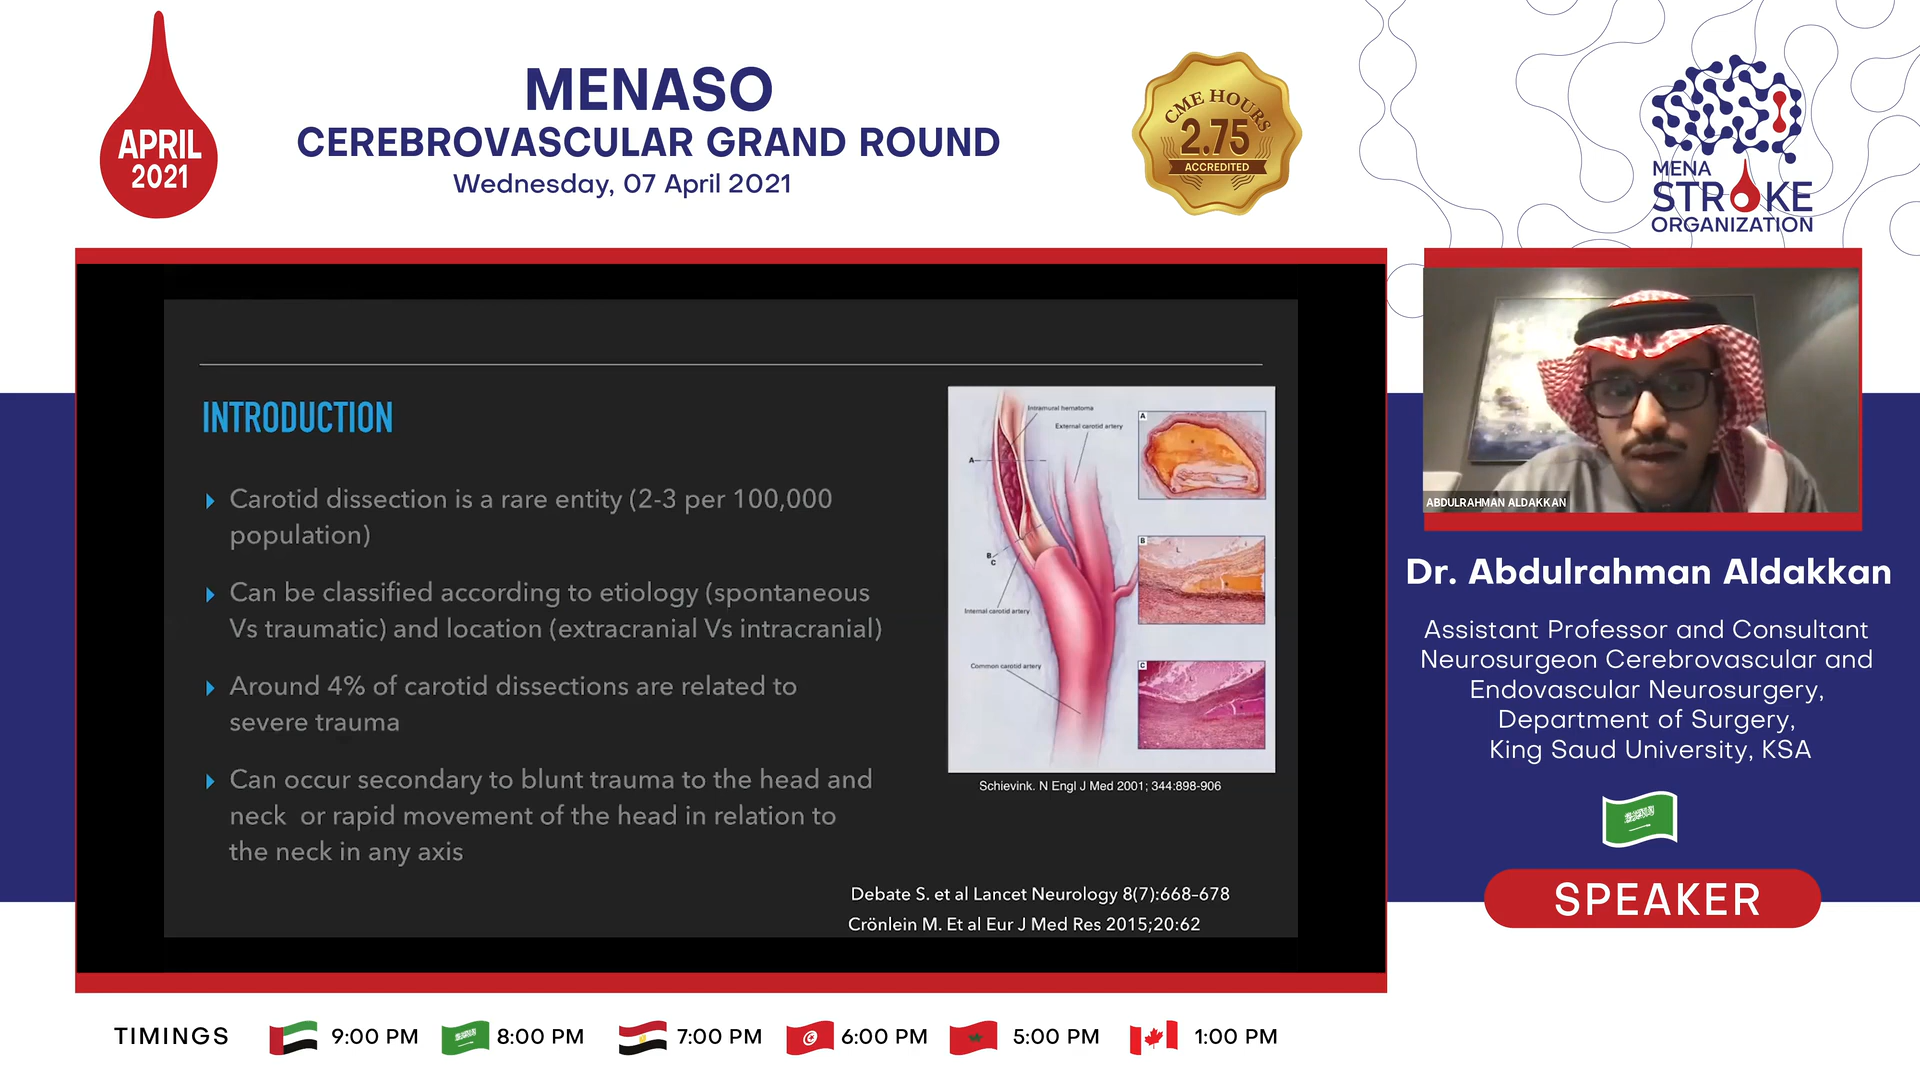 APRIL
2021
MENASO
CEREBROVASCULAR GRAND ROUND
Wednesday, 07 April 2021
CME HOURS
2.75
ACCREDITED
MENA
STROKE
ORGANIZATION
INTRODUCTION
Carotid dissection is a rare entity (2-3 per 100,000
population)
Can be classified according to etiology (spontaneous
Vs traumatic) and location (extracranial Vs intracranial)
Around 4% of carotid dissections are related to
severe trauma
Can occur secondary to blunt trauma to the head and
neck or rapid movement of the head in relation to
the neck in any axis
Intramural hematoma
External carotid artery
A
B
C
Internal carotid artery
Common carotid artery
A
B
C
Schievink. N Engl J Med 2001; 344:898-906
Debate S. et al Lancet Neurology 8(7):668–678
Crönlein M. Et al Eur J Med Res 2015;20:62
ABDULRAHMAN ALDAKKAN
Dr. Abdulrahman Aldakkan
Assistant Professor and Consultant
Neurosurgeon Cerebrovascular and
Endovascular Neurosurgery,
Department of Surgery,
King Saud University, KSA
SPEAKER
TIMINGS 9:00 PM 8:00 PM 7:00 PM 6:00 PM 5:00 PM 1:00 PM